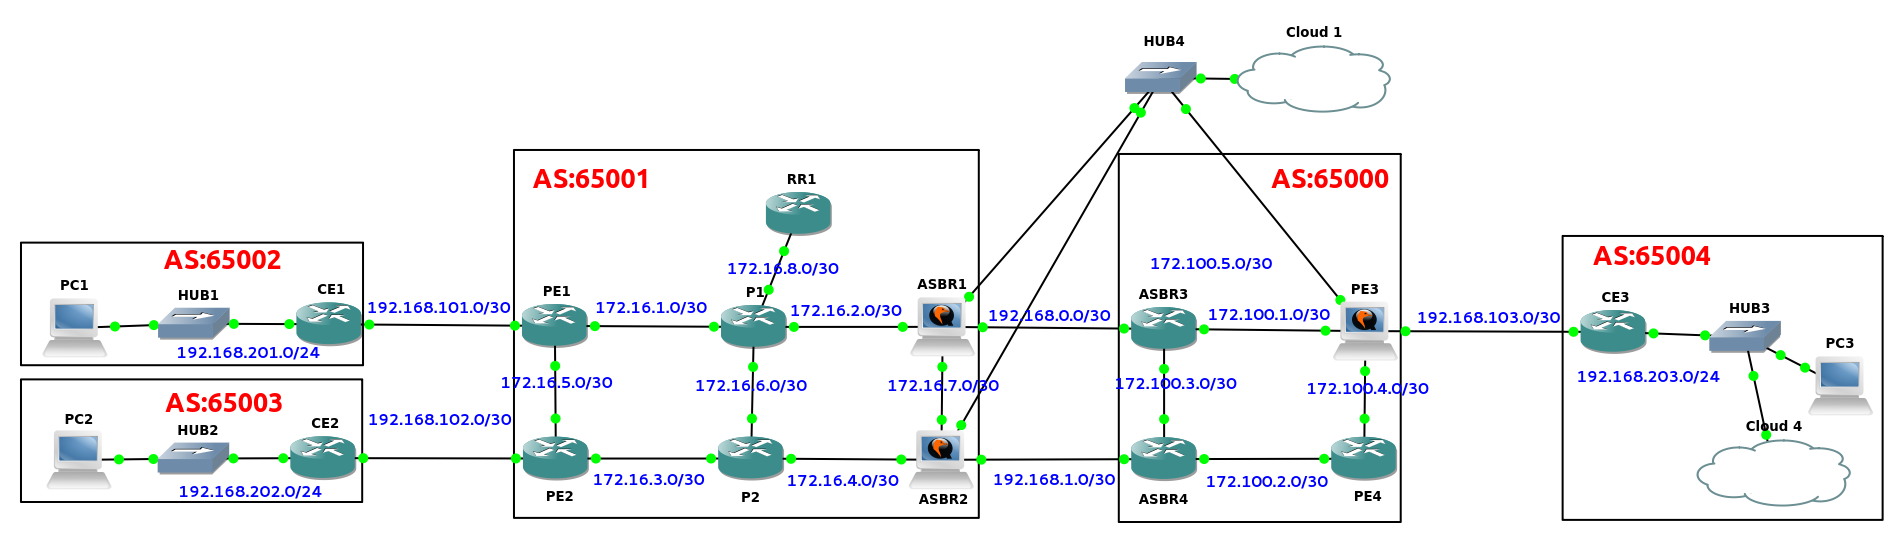 Cloud 1
HUB4
AS:65001
AS:65000
RR1
AS:65002
AS:65004
172.100.5.0/30
172.16.8.0/30
PC1
HUB1
CE1
PE1
P1
ASBR1
ASBR3
PE3
CE3
HUB3
PC3
192.168.101.0/30
172.16.1.0/30
172.16.2.0/30
192.168.0.0/30
172.100.1.0/30
192.168.103.0/30
192.168.201.0/24
172.16.5.0/30
172.16.6.0/30
172.16.7.0/30
172.100.3.0/30
172.100.4.0/30
192.168.203.0/24
AS:65003
PC2
HUB2
CE2
192.168.102.0/30
Cloud 4
192.168.202.0/24
172.16.3.0/30
172.16.4.0/30
192.168.1.0/30
172.100.2.0/30
PE2
P2
ASBR2
ASBR4
PE4